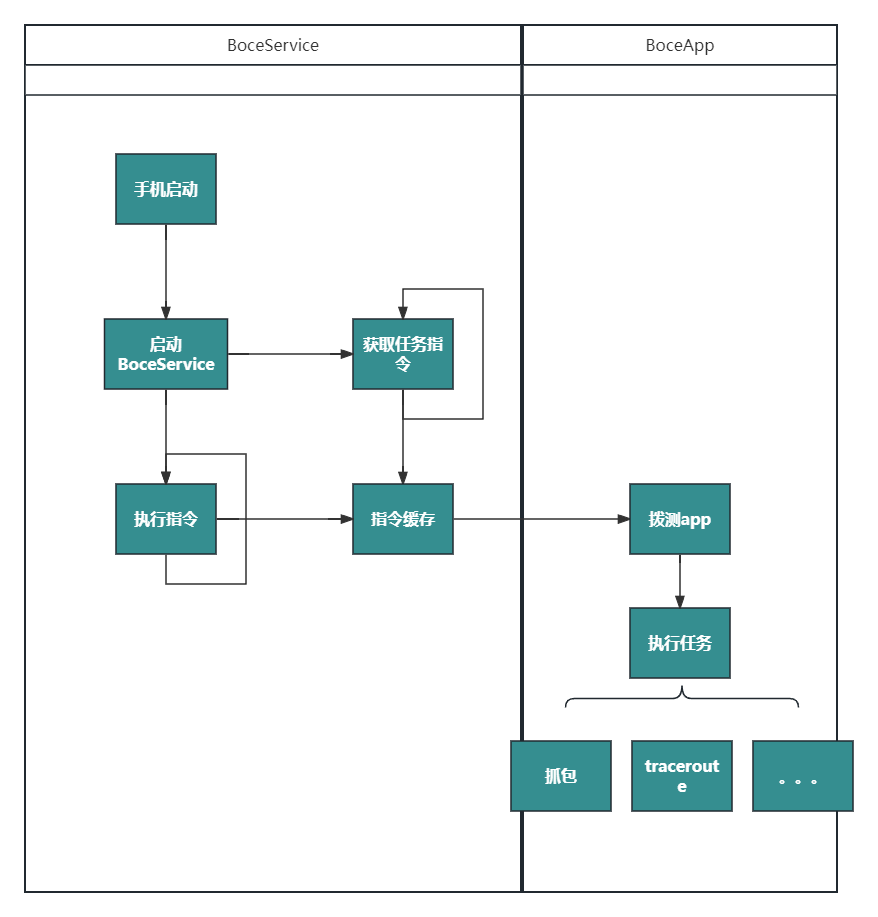 BoceService
BoceApp
手机启动
启动
BoceService
获取任务指
令
执行指令
指令缓存
拨测app
执行任务
抓包
tracerout
e
。。。